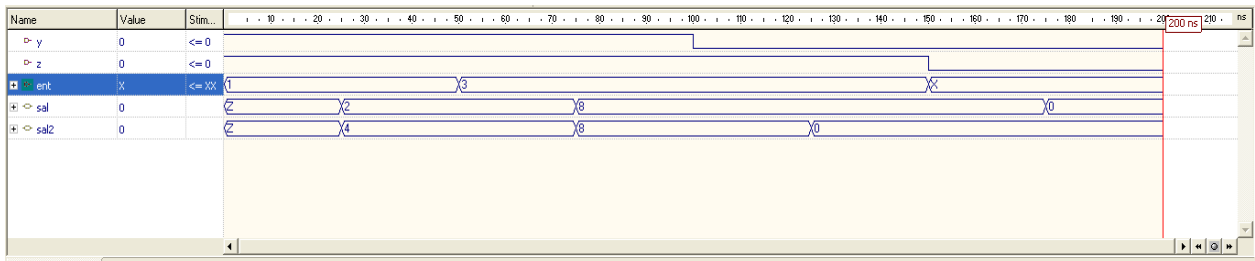 Name Value Stim... 10 20 30 40 50 60 70 80 90 100 110 120 130 140 150 160 170 180 190 200 ns 210 ns
y 0 <= 0
z 0 <= 0
ent X <= XX 1 3 X
sal 0 Z 2 8 0
sal2 0 Z 4 8 0